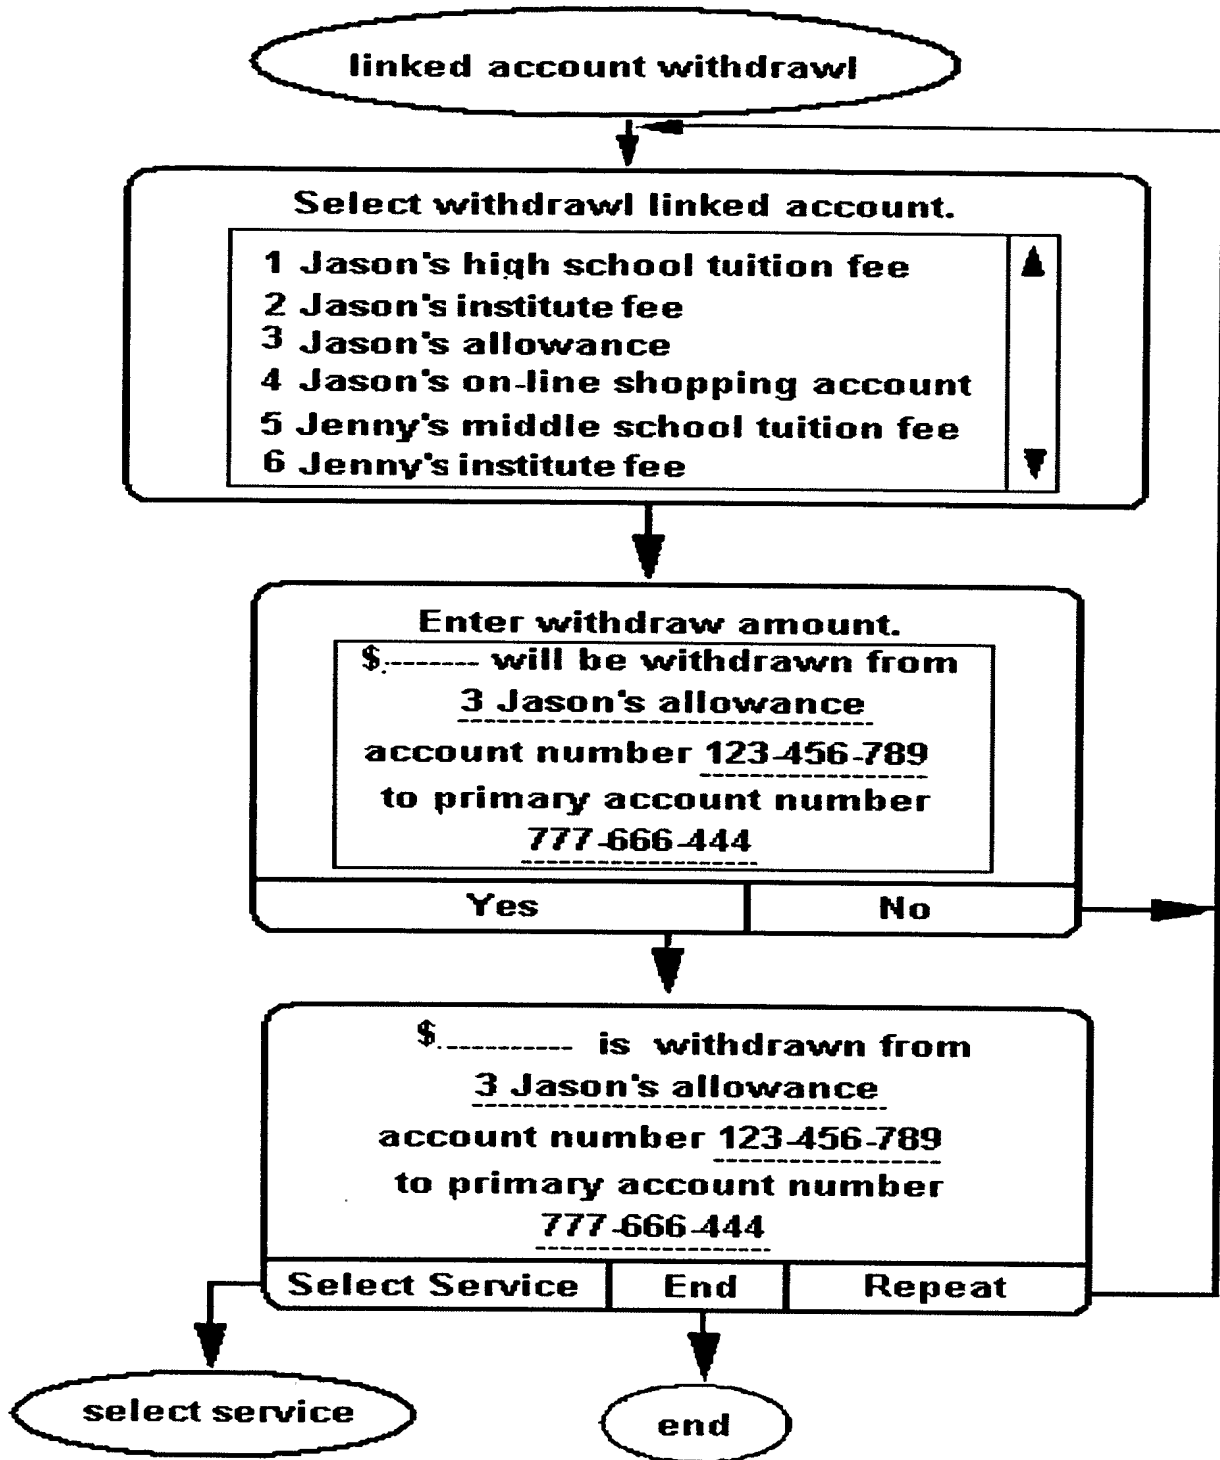 linked account withdrawl
Select withdrawl linked account.
1 Jason's high school tuition fee
2 Jason's institute fee
3 Jason's allowance
4 Jason's on-line shopping account
5 Jenny's middle school tuition fee
6 Jenny's institute fee
Enter withdraw amount.
$-------- will be withdrawn from
3 Jason's allowance
account number 123-456-789
to primary account number
777-666-444
Yes No
$---------- is withdrawn from
3 Jason's allowance
account number 123-456-789
to primary account number
777-666-444
Select Service End Repeat
select service
end